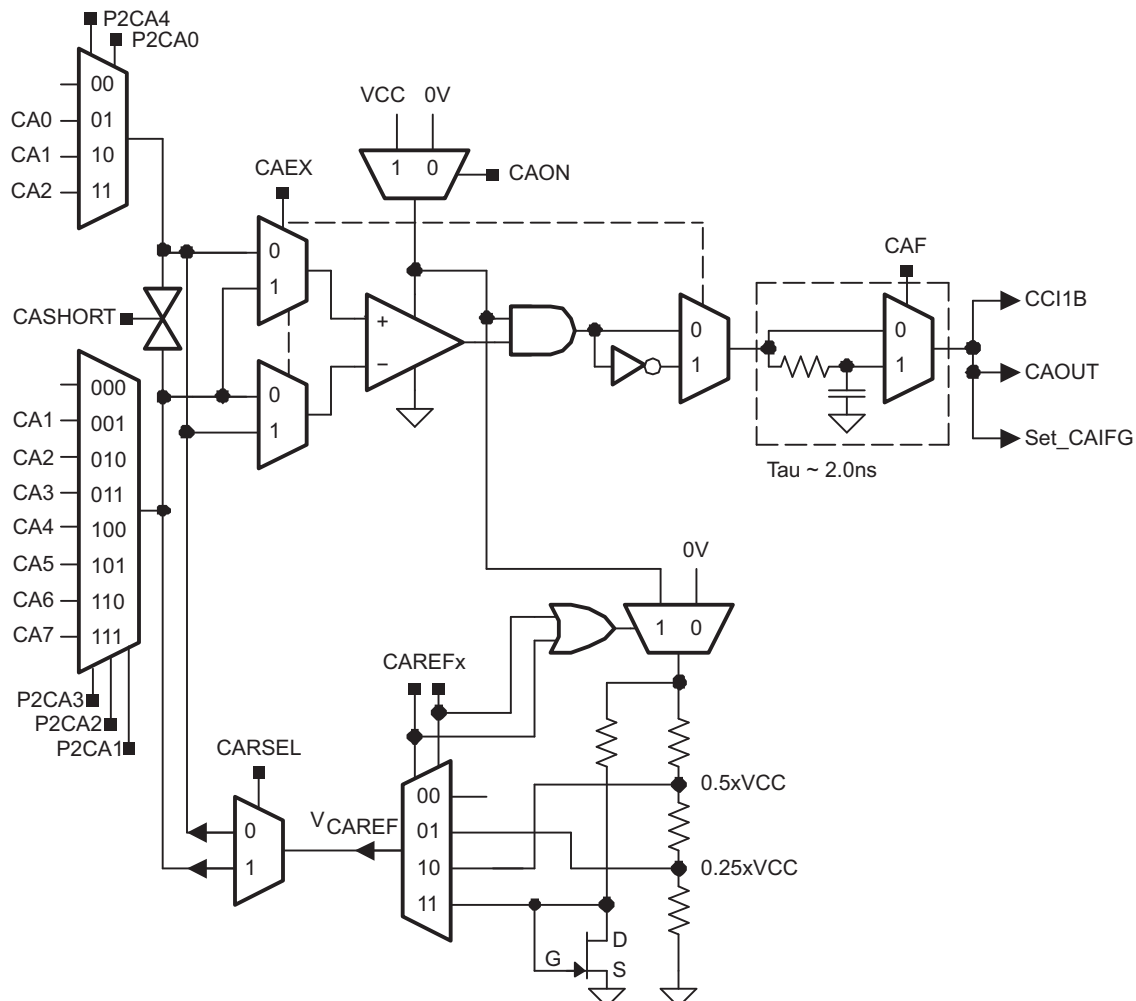 P2CA4
P2CA0
00
CA0 01
CA1 10
CA2 11
VCC 0V
1 0
CAON
CAEX
0
1
CASHORT
+
−
0
1
0
1
CAF
0
1
CCI1B
CAOUT
Set_CAIFG
Tau ~ 2.0ns
000
CA1 001
CA2 010
CA3 011
CA4 100
CA5 101
CA6 110
CA7 111
P2CA3
P2CA2
P2CA1
0V
1 0
CAREFx
CARSEL
0
1
VCAREF
00
01
10
11
0.5xVCC
0.25xVCC
D
G
S